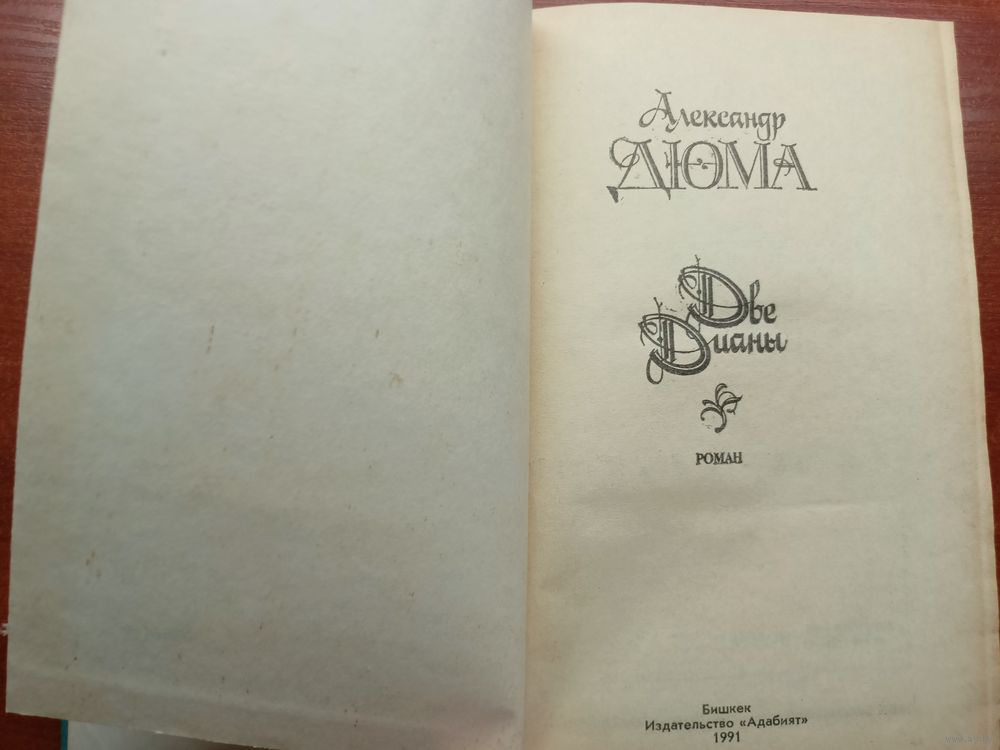 Александр
ДЮМА
Две
Дианы
РОМАН
Бишкек
Издательство «Адабият»
1991